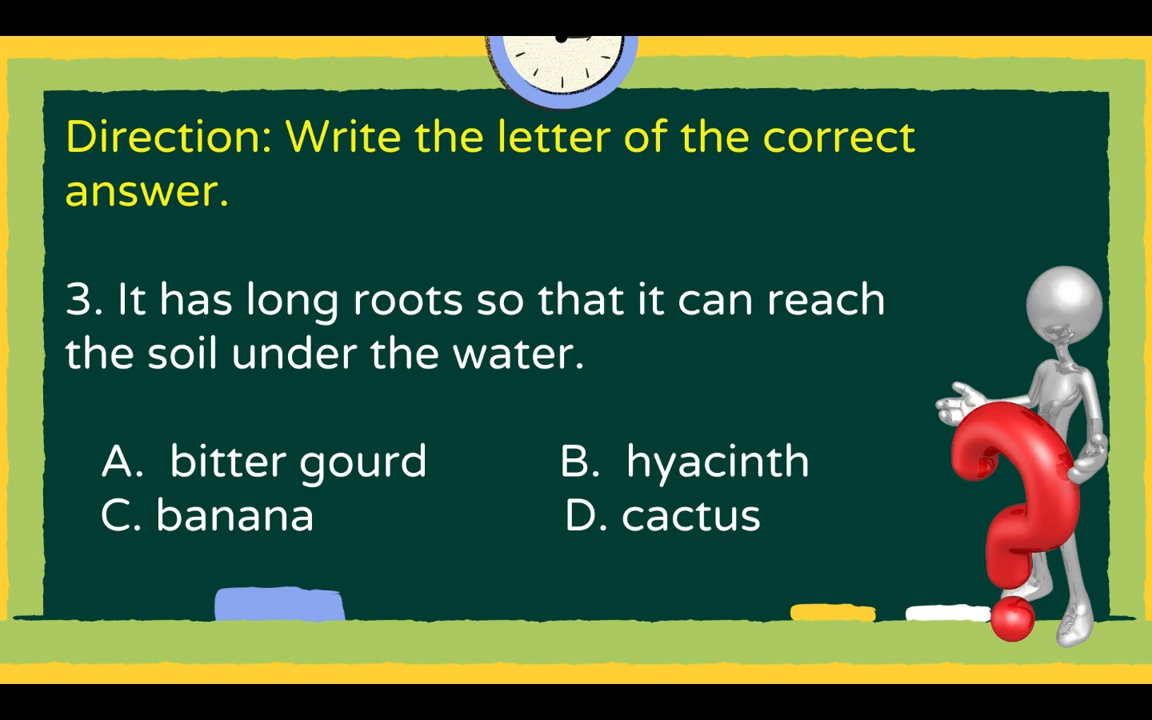 Direction: Write the letter of the correct
answer.
3. It has long roots so that it can reach
the soil under the water.
A. bitter gourd B. hyacinth
C. banana D. cactus